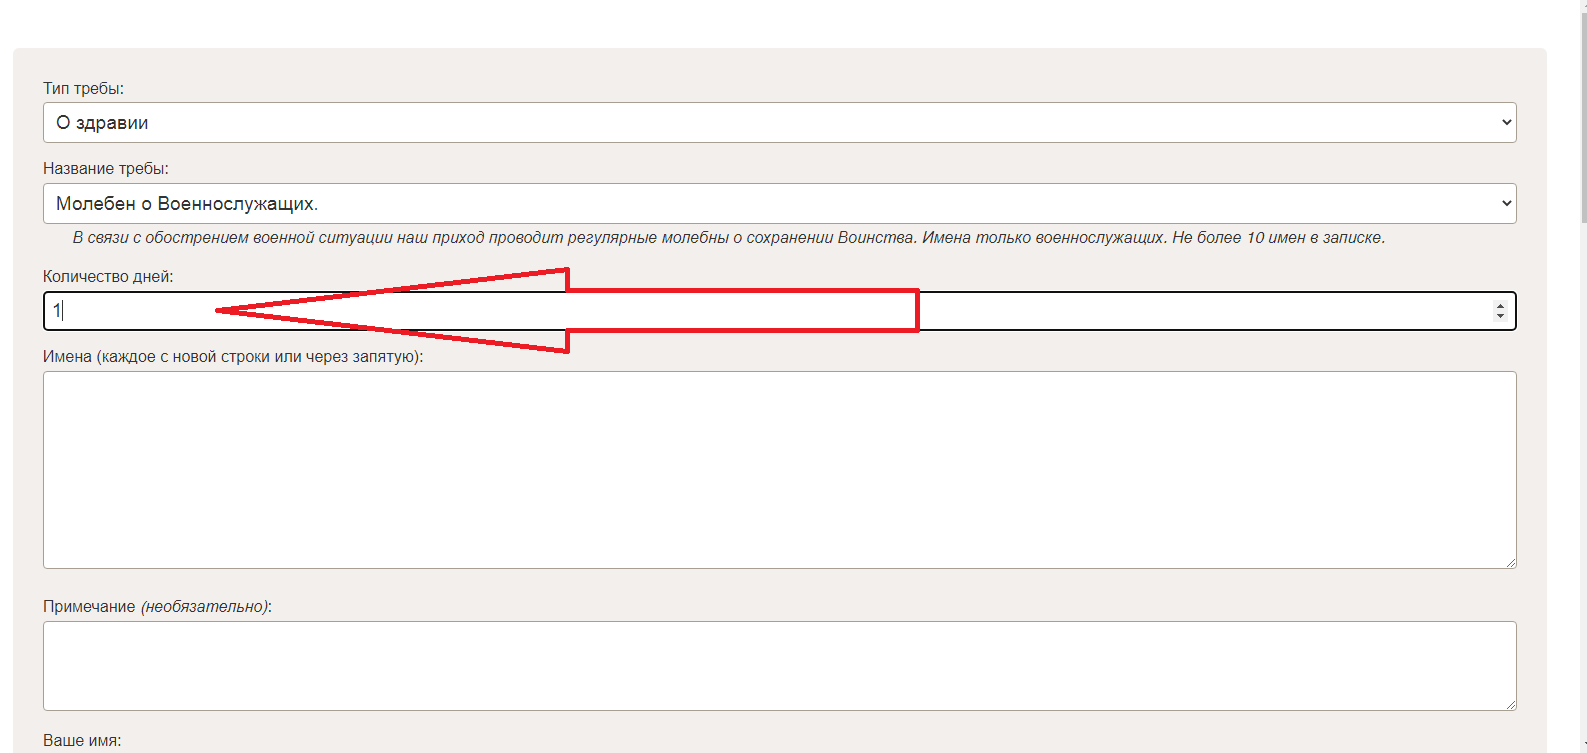 Тип требы:
О здравии
Название требы:
Молебен о Военнослужащих.
В связи с обострением военной ситуации наш приход проводит регулярные молебны о сохранении Воинства. Имена только военнослужащих. Не более 10 имен в записке.
Количество дней:
1
Имена (каждое с новой строки или через запятую):
Примечание (необязательно):
Ваше имя: